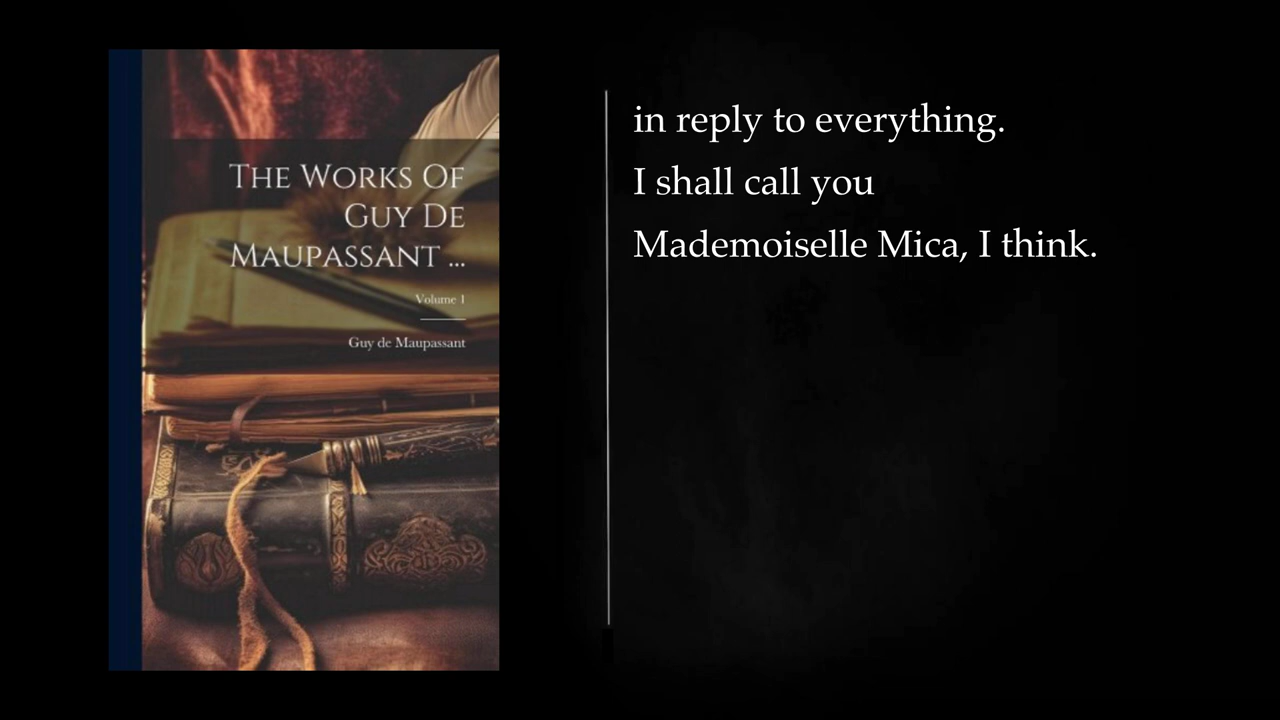 The Works Of
Guy De
Maupassant ...
Volume 1
Guy de Maupassant
in reply to everything.
I shall call you
Mademoiselle Mica, I think.